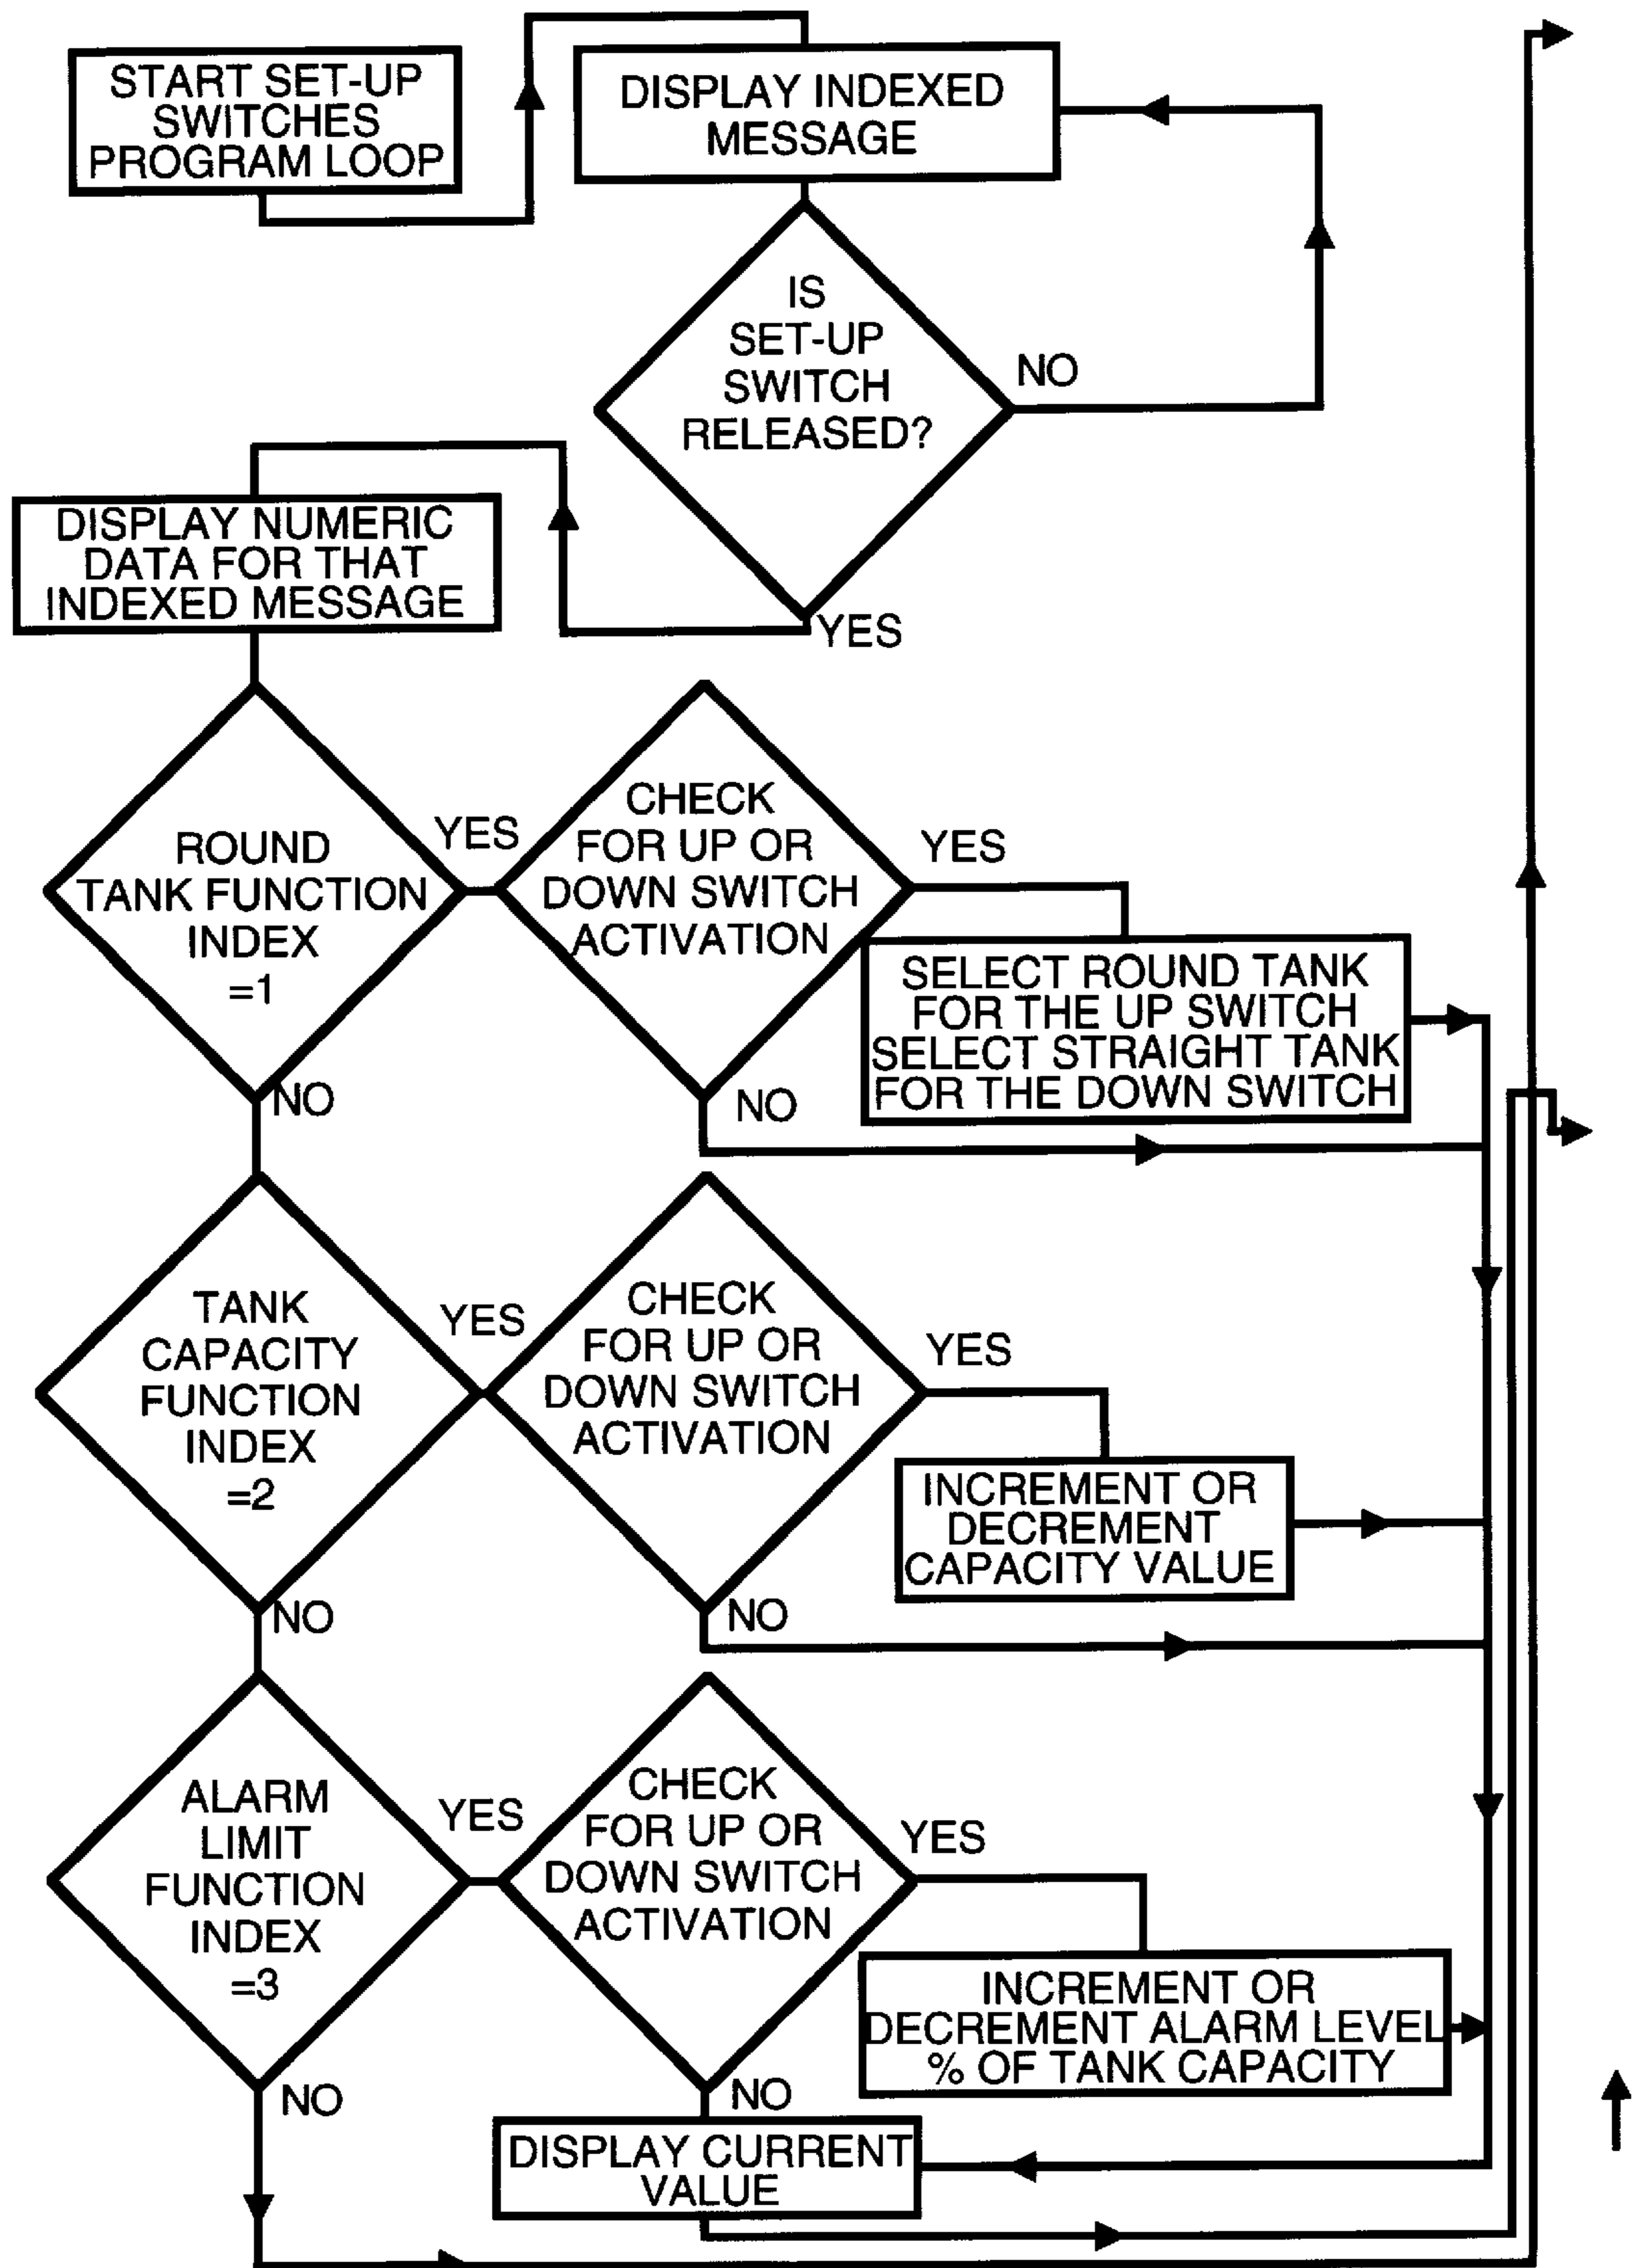 START SET-UP
SWITCHES
PROGRAM LOOP
DISPLAY INDEXED
MESSAGE
IS
SET-UP
SWITCH
RELEASED?
NO
YES
DISPLAY NUMERIC
DATA FOR THAT
INDEXED MESSAGE
ROUND
TANK FUNCTION
INDEX
=1
YES
NO
CHECK
FOR UP OR
DOWN SWITCH
ACTIVATION
YES
NO
SELECT ROUND TANK
FOR THE UP SWITCH
SELECT STRAIGHT TANK
FOR THE DOWN SWITCH
TANK
CAPACITY
FUNCTION
INDEX
=2
YES
NO
CHECK
FOR UP OR
DOWN SWITCH
ACTIVATION
YES
NO
INCREMENT OR
DECREMENT
CAPACITY VALUE
ALARM
LIMIT
FUNCTION
INDEX
=3
YES
NO
CHECK
FOR UP OR
DOWN SWITCH
ACTIVATION
YES
NO
INCREMENT OR
DECREMENT ALARM LEVEL
% OF TANK CAPACITY
DISPLAY CURRENT
VALUE